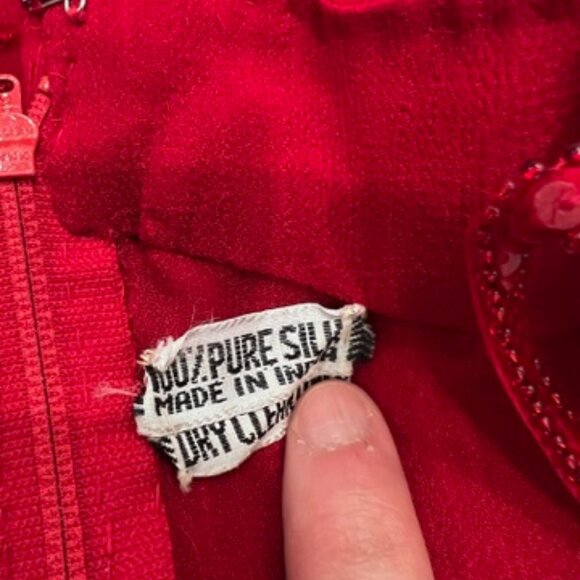 100% PURE SILK
MADE IN INDIA
DRY CLEAN